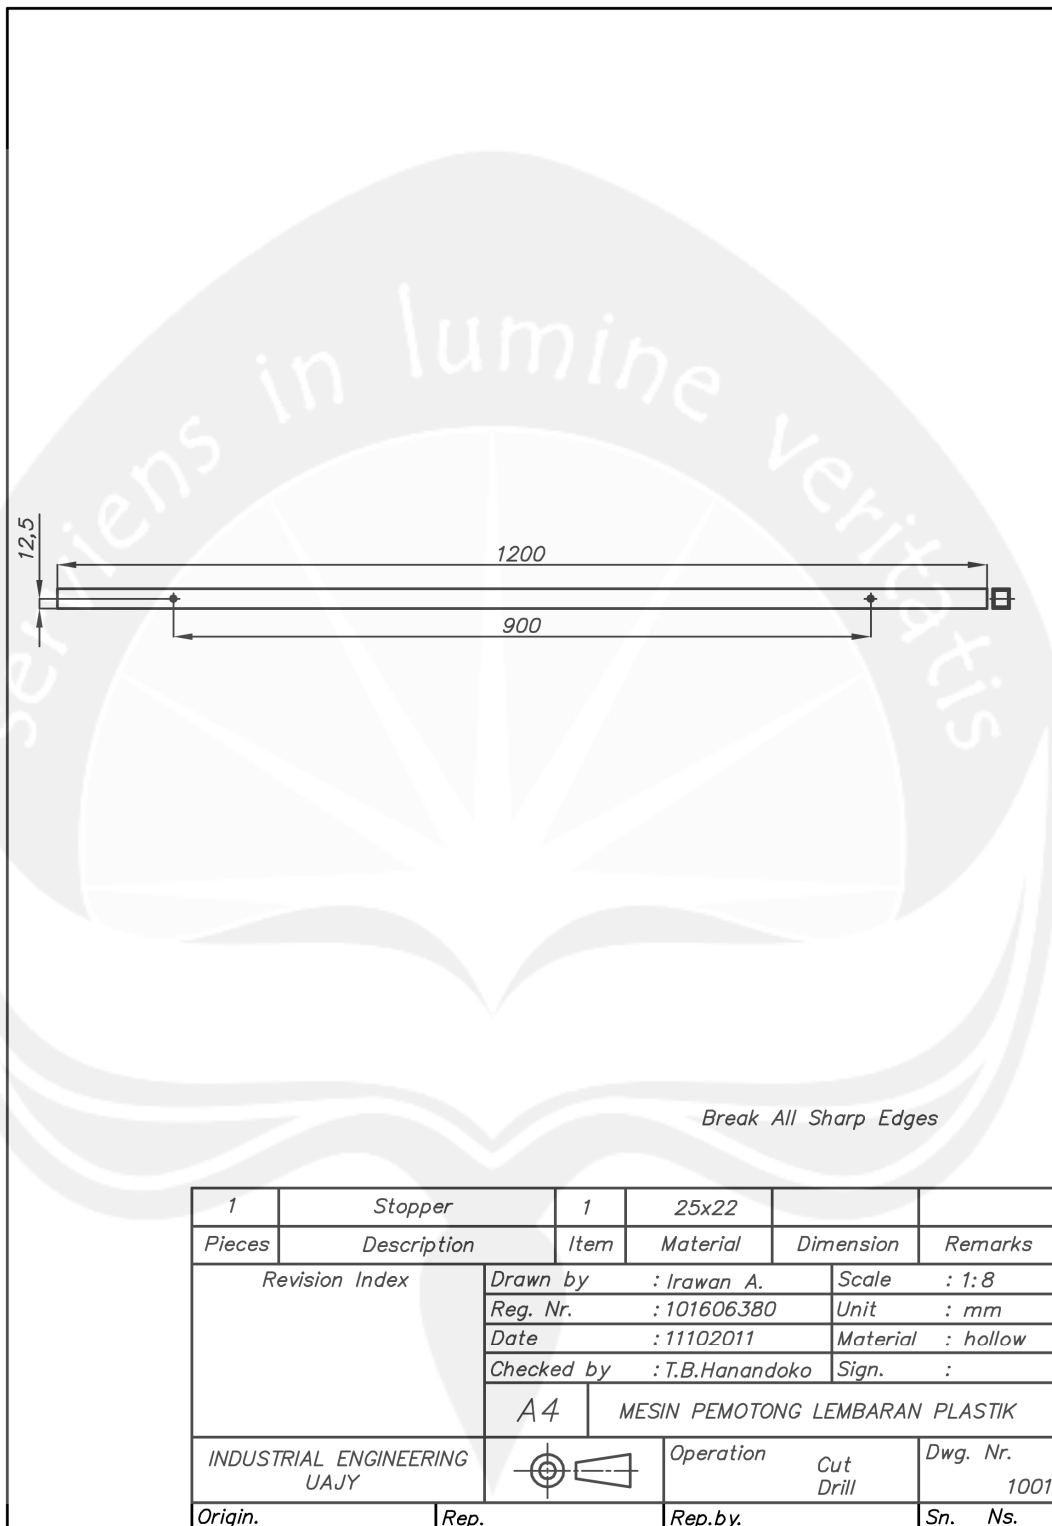 serviens in lumine veritatis
12,5
1200
900
Break All Sharp Edges
1 Stopper 1 25x22
Pieces Description Item Material Dimension Remarks
Revision Index
Drawn by : Irawan A. Scale : 1:8
Reg. Nr. : 101606380 Unit : mm
Date : 11102011 Material : hollow
Checked by : T.B.Hanandoko Sign. :
A4 MESIN PEMOTONG LEMBARAN PLASTIK
INDUSTRIAL ENGINEERING
UAJY
Operation Cut
Drill
Dwg. Nr.
1001
Origin. Rep. Rep.by. Sn. Ns.